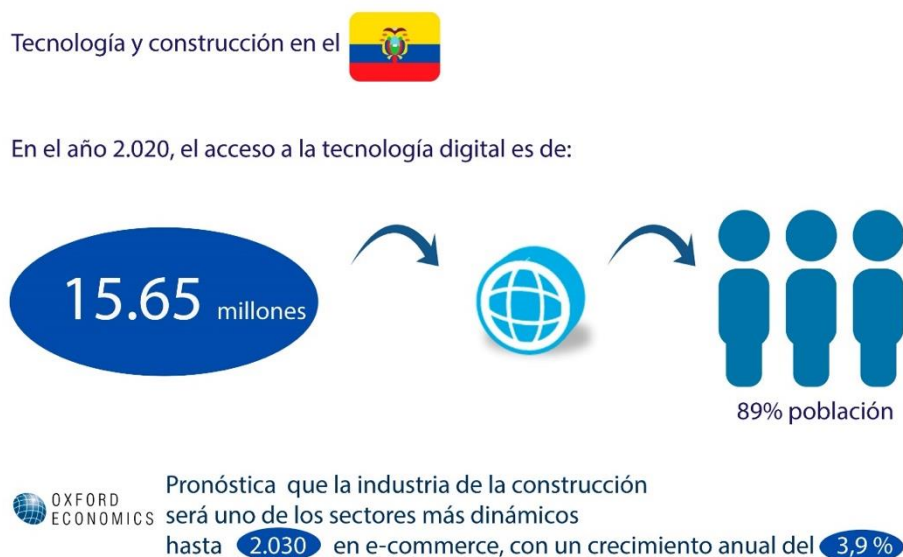 Tecnología y construcción en el
En el año 2.020, el acceso a la tecnología digital es de:
15.65 millones
89% población
OXFORD
ECONOMICS
Pronóstica que la industria de la construcción
será uno de los sectores más dinámicos
hasta 2.030 en e-commerce, con un crecimiento anual del 3,9 %